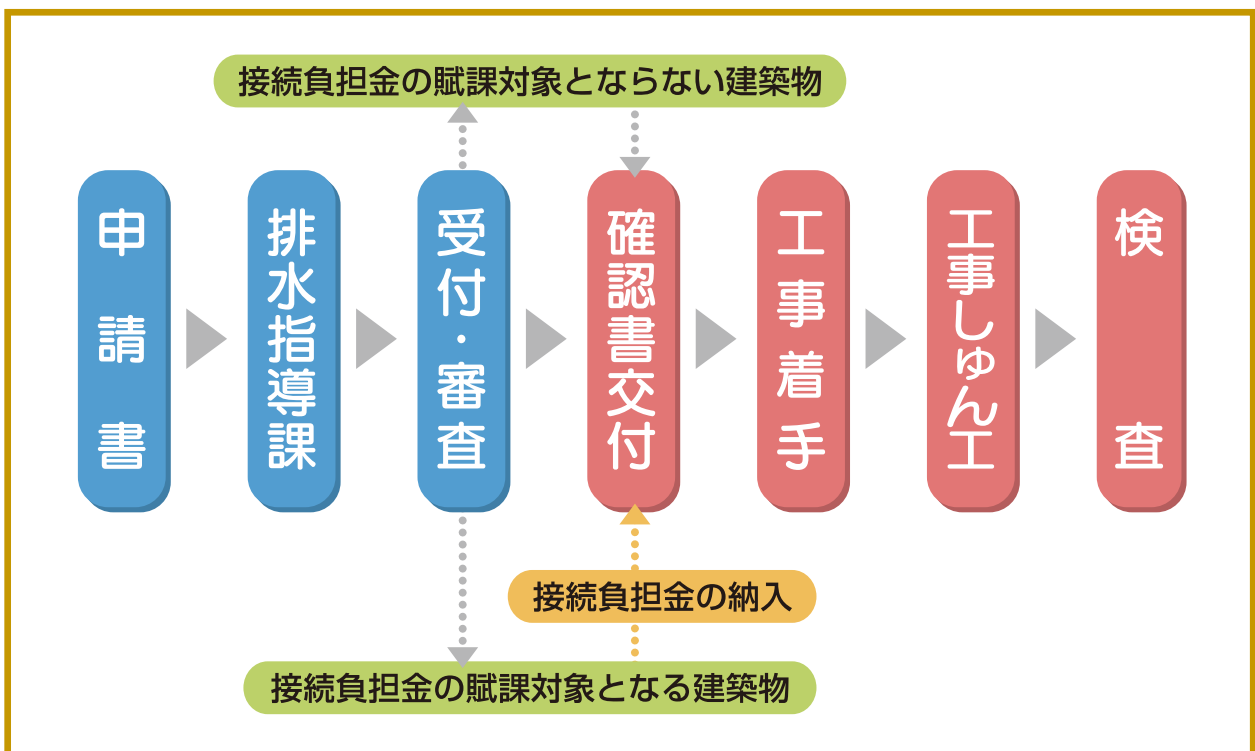 接続負担金の賦課対象とならない建築物
申請書
排水指導課
受付・審査
確認書交付
工事着手
工事しゅん工
検査
接続負担金の納入
接続負担金の賦課対象となる建築物